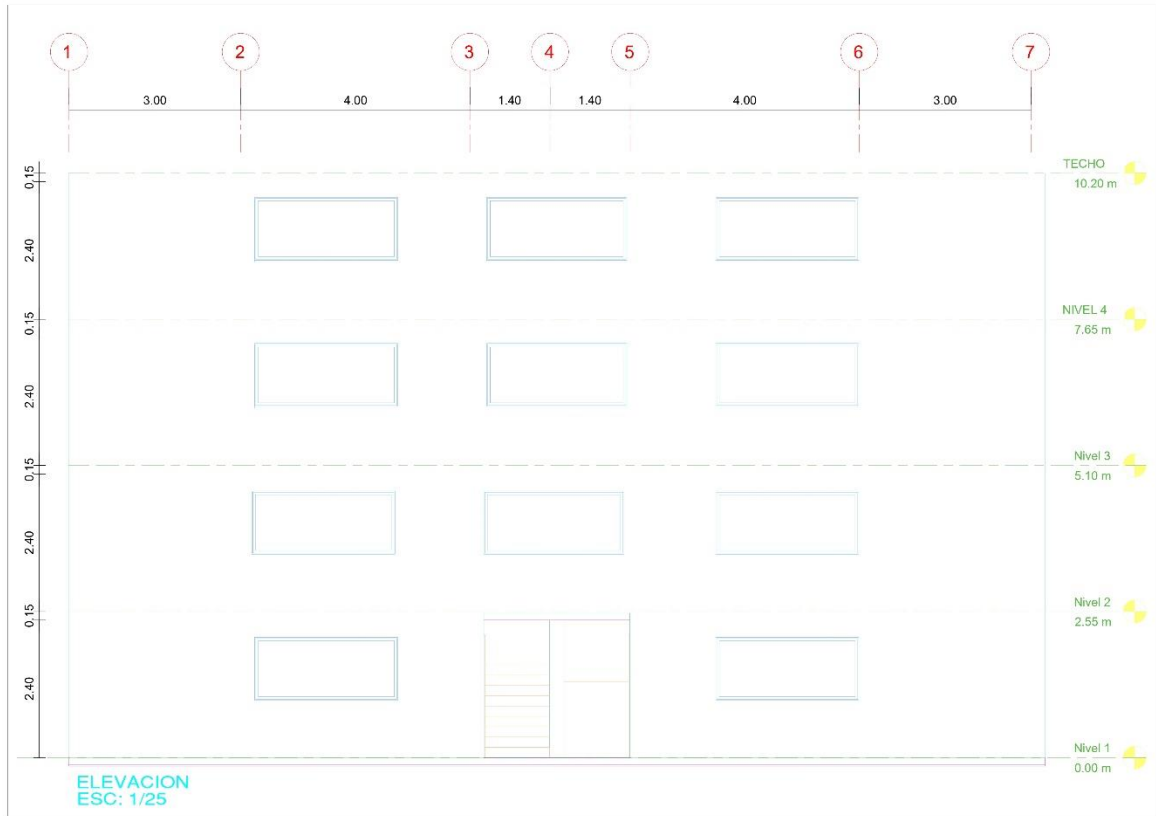 1 2 3 4 5 6 7
3.00 4.00 1.40 1.40 4.00 3.00
TECHO
0.15
10.20 m
2.40
NIVEL 4
0.15
7.65 m
2.40
Nivel 3
0.15
5.10 m
2.40
Nivel 2
0.15
2.55 m
2.40
Nivel 1
0.00 m
ELEVACION
ESC: 1/25